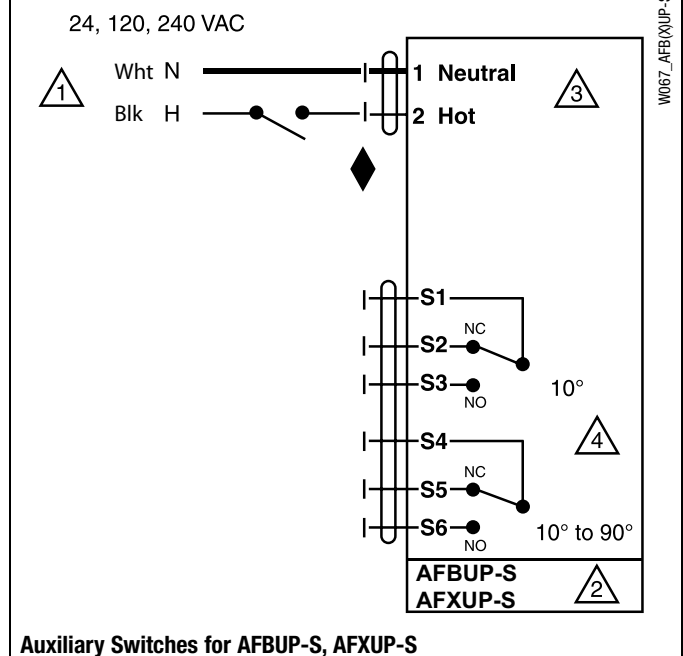 24, 120, 240 VAC
W067_AFB(X)UP-S
1
Wht N
1 Neutral
3
Blk H
2 Hot
S1
S2
NC
S3
NO
10°
S4
4
S5
NC
S6
NO
10° to 90°
AFBUP-S
AFXUP-S
2
Auxiliary Switches for AFBUP-S, AFXUP-S